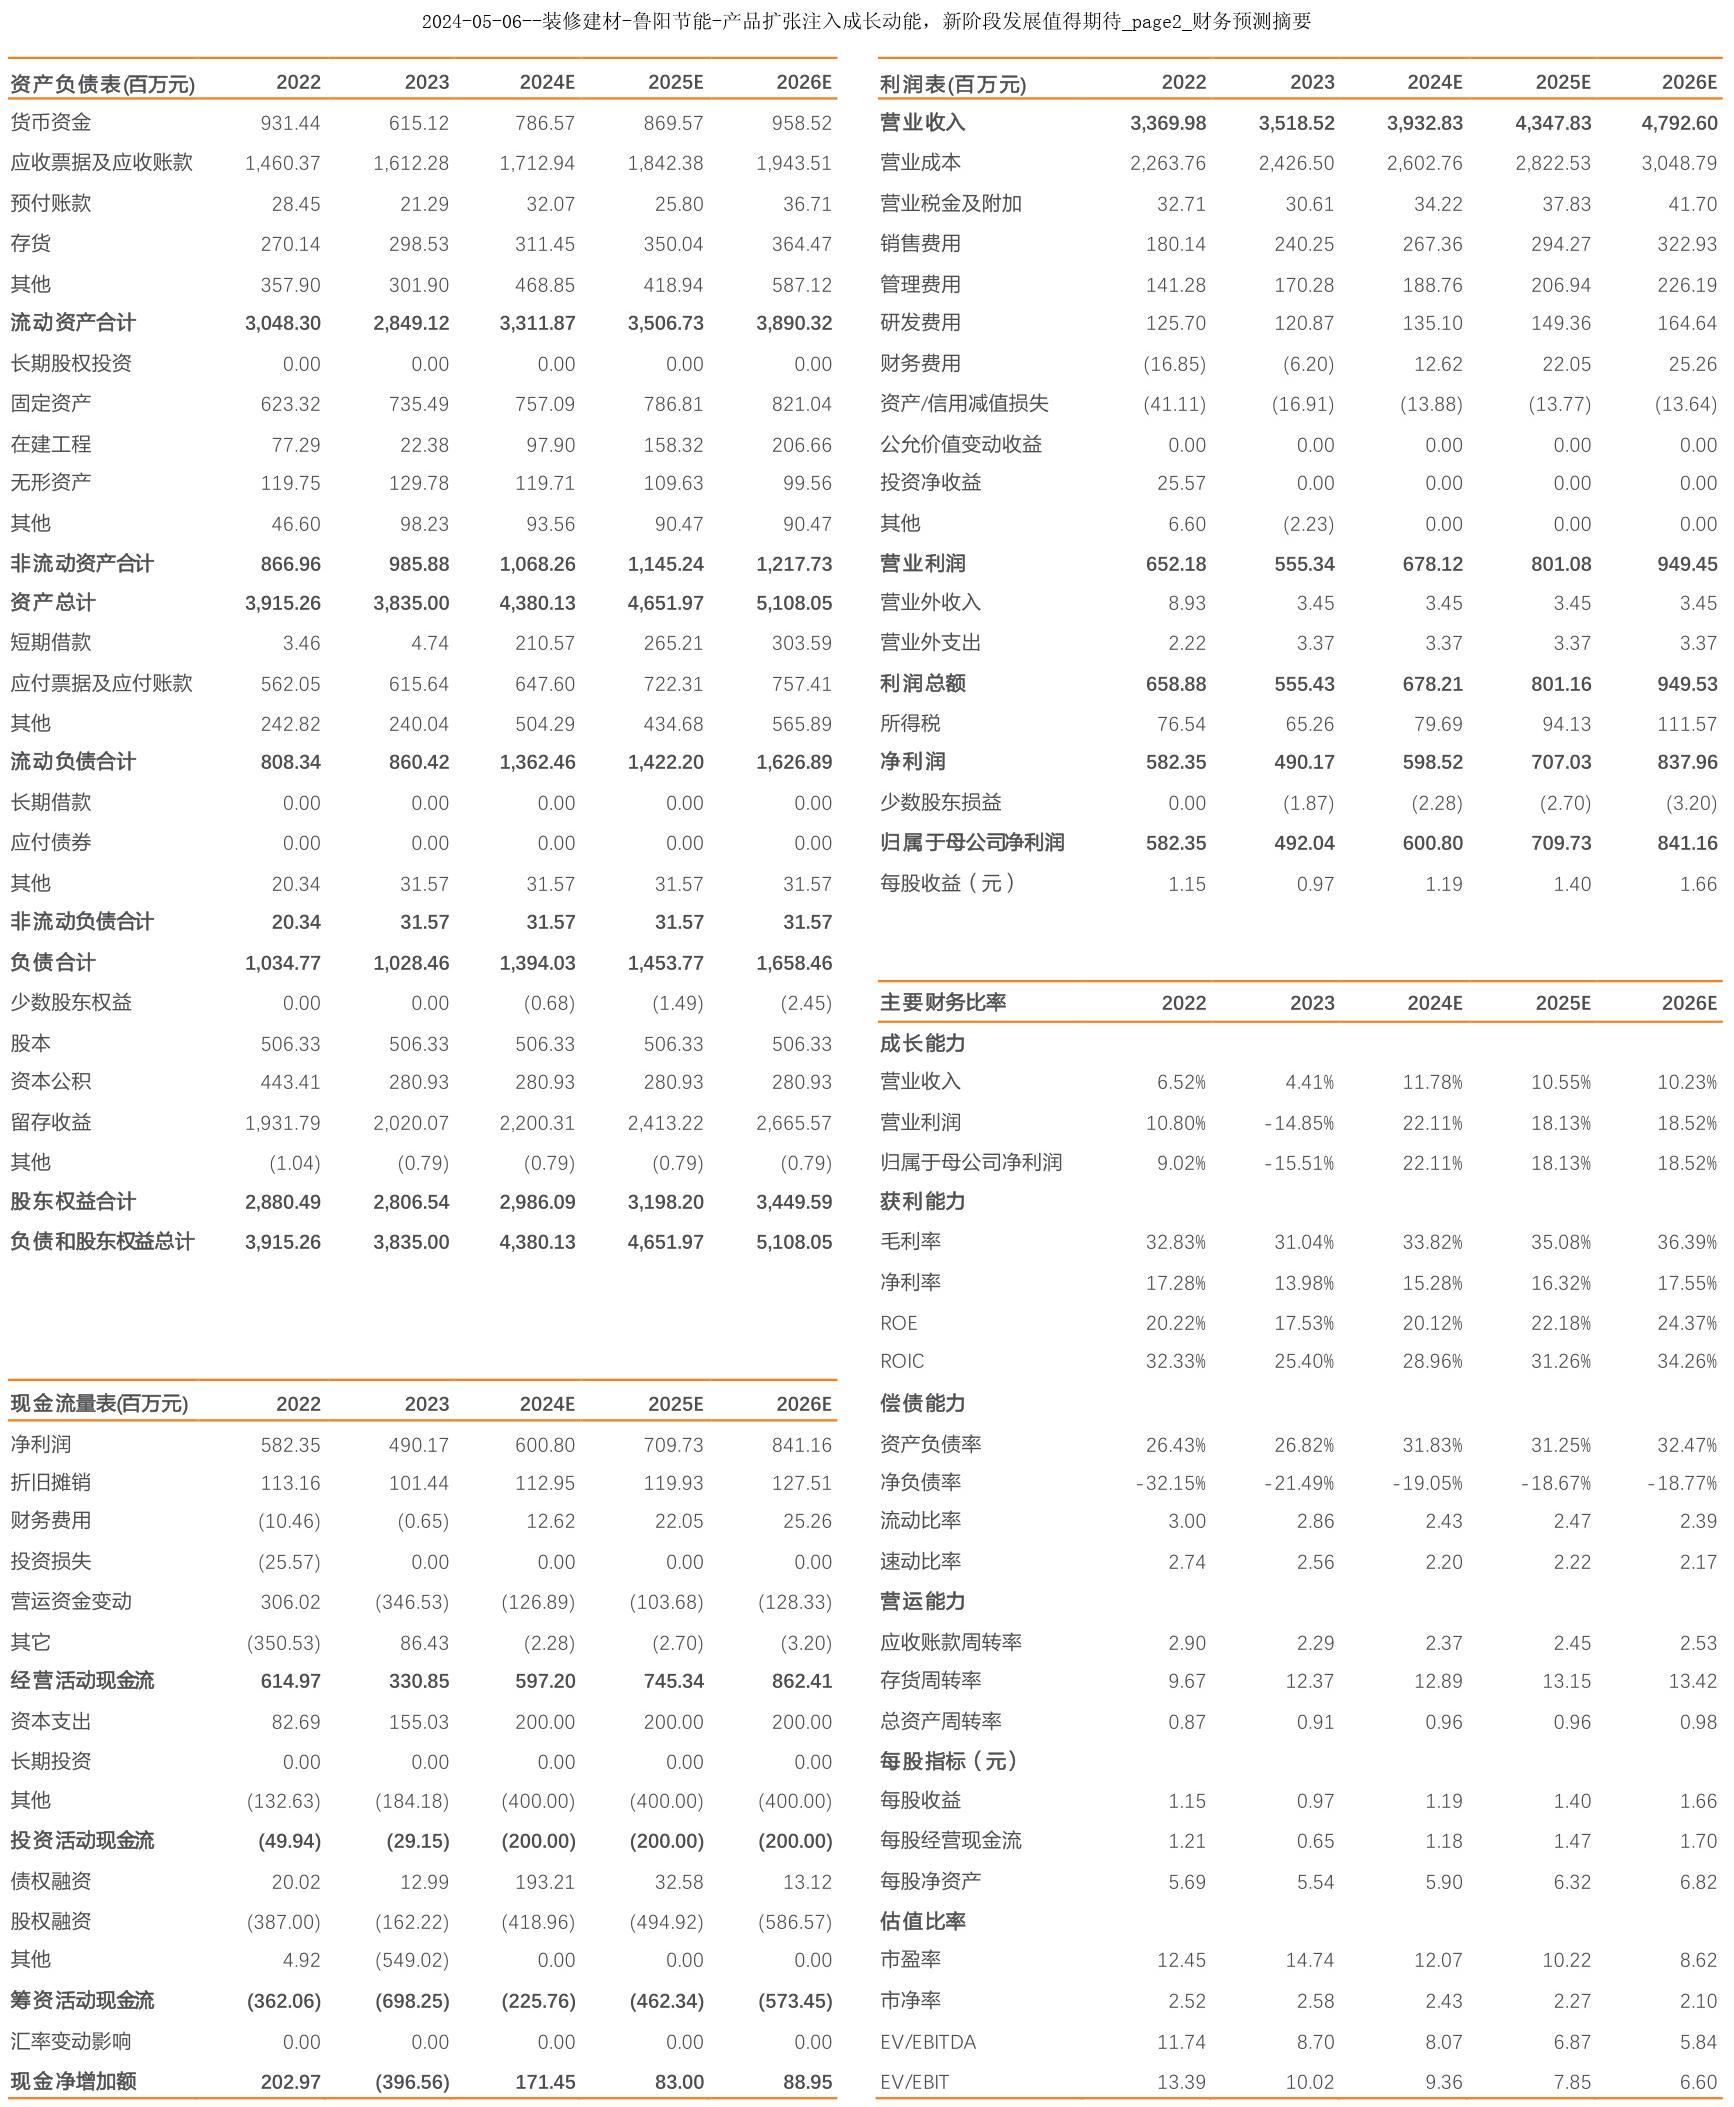 2024-05-06--装修建材-鲁阳节能-产品扩张注入成长动能，新阶段发展值得期待_page2_财务预测摘要
资产负债表(百万元) 2022 2023 2024E 2025E 2026E
货币资金 931.44 615.12 786.57 869.57 958.52
应收票据及应收账款 1,460.37 1,612.28 1,712.94 1,842.38 1,943.51
预付账款 28.45 21.29 32.07 25.80 36.71
存货 270.14 298.53 311.45 350.04 364.47
其他 357.90 301.90 468.85 418.94 587.12
流动资产合计 3,048.30 2,849.12 3,311.87 3,506.73 3,890.32
长期股权投资 0.00 0.00 0.00 0.00 0.00
固定资产 623.32 735.49 757.09 786.81 821.04
在建工程 77.29 22.38 97.90 158.32 206.66
无形资产 119.75 129.78 119.71 109.63 99.56
其他 46.60 98.23 93.56 90.47 90.47
非流动资产合计 866.96 985.88 1,068.26 1,145.24 1,217.73
资产总计 3,915.26 3,835.00 4,380.13 4,651.97 5,108.05
短期借款 3.46 4.74 210.57 265.21 303.59
应付票据及应付账款 562.05 615.64 647.60 722.31 757.41
其他 242.82 240.04 504.29 434.68 565.89
流动负债合计 808.34 860.42 1,362.46 1,422.20 1,626.89
长期借款 0.00 0.00 0.00 0.00 0.00
应付债券 0.00 0.00 0.00 0.00 0.00
其他 20.34 31.57 31.57 31.57 31.57
非流动负债合计 20.34 31.57 31.57 31.57 31.57
负债合计 1,034.77 1,028.46 1,394.03 1,453.77 1,658.46
少数股东权益 0.00 0.00 (0.68) (1.49) (2.45)
股本 506.33 506.33 506.33 506.33 506.33
资本公积 443.41 280.93 280.93 280.93 280.93
留存收益 1,931.79 2,020.07 2,200.31 2,413.22 2,665.57
其他 (1.04) (0.79) (0.79) (0.79) (0.79)
股东权益合计 2,880.49 2,806.54 2,986.09 3,198.20 3,449.59
负债和股东权益总计 3,915.26 3,835.00 4,380.13 4,651.97 5,108.05
现金流量表(百万元) 2022 2023 2024E 2025E 2026E
净利润 582.35 490.17 600.80 709.73 841.16
折旧摊销 113.16 101.44 112.95 119.93 127.51
财务费用 (10.46) (0.65) 12.62 22.05 25.26
投资损失 (25.57) 0.00 0.00 0.00 0.00
营运资金变动 306.02 (346.53) (126.89) (103.68) (128.33)
其它 (350.53) 86.43 (2.28) (2.70) (3.20)
经营活动现金流 614.97 330.85 597.20 745.34 862.41
资本支出 82.69 155.03 200.00 200.00 200.00
长期投资 0.00 0.00 0.00 0.00 0.00
其他 (132.63) (184.18) (400.00) (400.00) (400.00)
投资活动现金流 (49.94) (29.15) (200.00) (200.00) (200.00)
债权融资 20.02 12.99 193.21 32.58 13.12
股权融资 (387.00) (162.22) (418.96) (494.92) (586.57)
其他 4.92 (549.02) 0.00 0.00 0.00
筹资活动现金流 (362.06) (698.25) (225.76) (462.34) (573.45)
汇率变动影响 0.00 0.00 0.00 0.00 0.00
现金净增加额 202.97 (396.56) 171.45 83.00 88.95
利润表(百万元) 2022 2023 2024E 2025E 2026E
营业收入 3,369.98 3,518.52 3,932.83 4,347.83 4,792.60
营业成本 2,263.76 2,426.50 2,602.76 2,822.53 3,048.79
营业税金及附加 32.71 30.61 34.22 37.83 41.70
销售费用 180.14 240.25 267.36 294.27 322.93
管理费用 141.28 170.28 188.76 206.94 226.19
研发费用 125.70 120.87 135.10 149.36 164.64
财务费用 (16.85) (6.20) 12.62 22.05 25.26
资产/信用减值损失 (41.11) (16.91) (13.88) (13.77) (13.64)
公允价值变动收益 0.00 0.00 0.00 0.00 0.00
投资净收益 25.57 0.00 0.00 0.00 0.00
其他 6.60 (2.23) 0.00 0.00 0.00
营业利润 652.18 555.34 678.12 801.08 949.45
营业外收入 8.93 3.45 3.45 3.45 3.45
营业外支出 2.22 3.37 3.37 3.37 3.37
利润总额 658.88 555.43 678.21 801.16 949.53
所得税 76.54 65.26 79.69 94.13 111.57
净利润 582.35 490.17 598.52 707.03 837.96
少数股东损益 0.00 (1.87) (2.28) (2.70) (3.20)
归属于母公司净利润 582.35 492.04 600.80 709.73 841.16
每股收益（元） 1.15 0.97 1.19 1.40 1.66
主要财务比率 2022 2023 2024E 2025E 2026E
成长能力
营业收入 6.52% 4.41% 11.78% 10.55% 10.23%
营业利润 10.80% -14.85% 22.11% 18.13% 18.52%
归属于母公司净利润 9.02% -15.51% 22.11% 18.13% 18.52%
获利能力
毛利率 32.83% 31.04% 33.82% 35.08% 36.39%
净利率 17.28% 13.98% 15.28% 16.32% 17.55%
ROE 20.22% 17.53% 20.12% 22.18% 24.37%
ROIC 32.33% 25.40% 28.96% 31.26% 34.26%
偿债能力
资产负债率 26.43% 26.82% 31.83% 31.25% 32.47%
净负债率 -32.15% -21.49% -19.05% -18.67% -18.77%
流动比率 3.00 2.86 2.43 2.47 2.39
速动比率 2.74 2.56 2.20 2.22 2.17
营运能力
应收账款周转率 2.90 2.29 2.37 2.45 2.53
存货周转率 9.67 12.37 12.89 13.15 13.42
总资产周转率 0.87 0.91 0.96 0.96 0.98
每股指标（元）
每股收益 1.15 0.97 1.19 1.40 1.66
每股经营现金流 1.21 0.65 1.18 1.47 1.70
每股净资产 5.69 5.54 5.90 6.32 6.82
估值比率
市盈率 12.45 14.74 12.07 10.22 8.62
市净率 2.52 2.58 2.43 2.27 2.10
EV/EBITDA 11.74 8.70 8.07 6.87 5.84
EV/EBIT 13.39 10.02 9.36 7.85 6.60